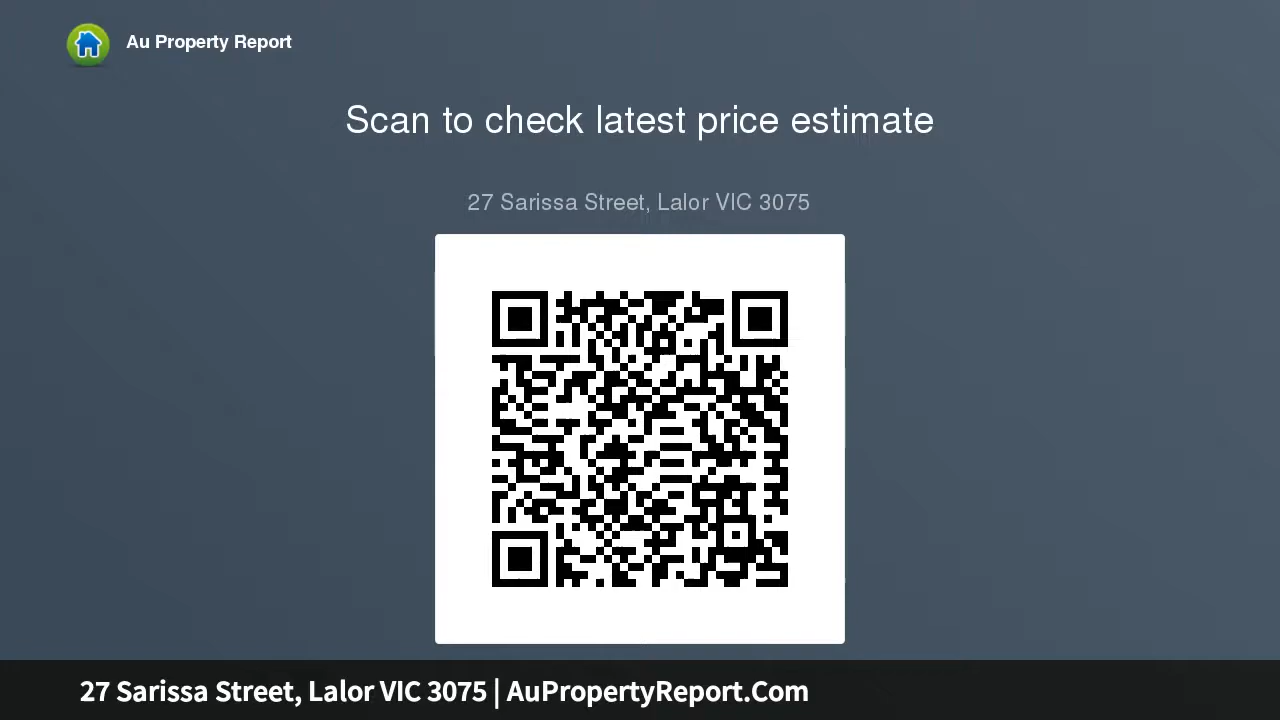 Au Property Report
Scan to check latest price estimate
27 Sarissa Street, Lalor VIC 3075
27 Sarissa Street, Lalor VIC 3075 | AuPropertyReport.Com